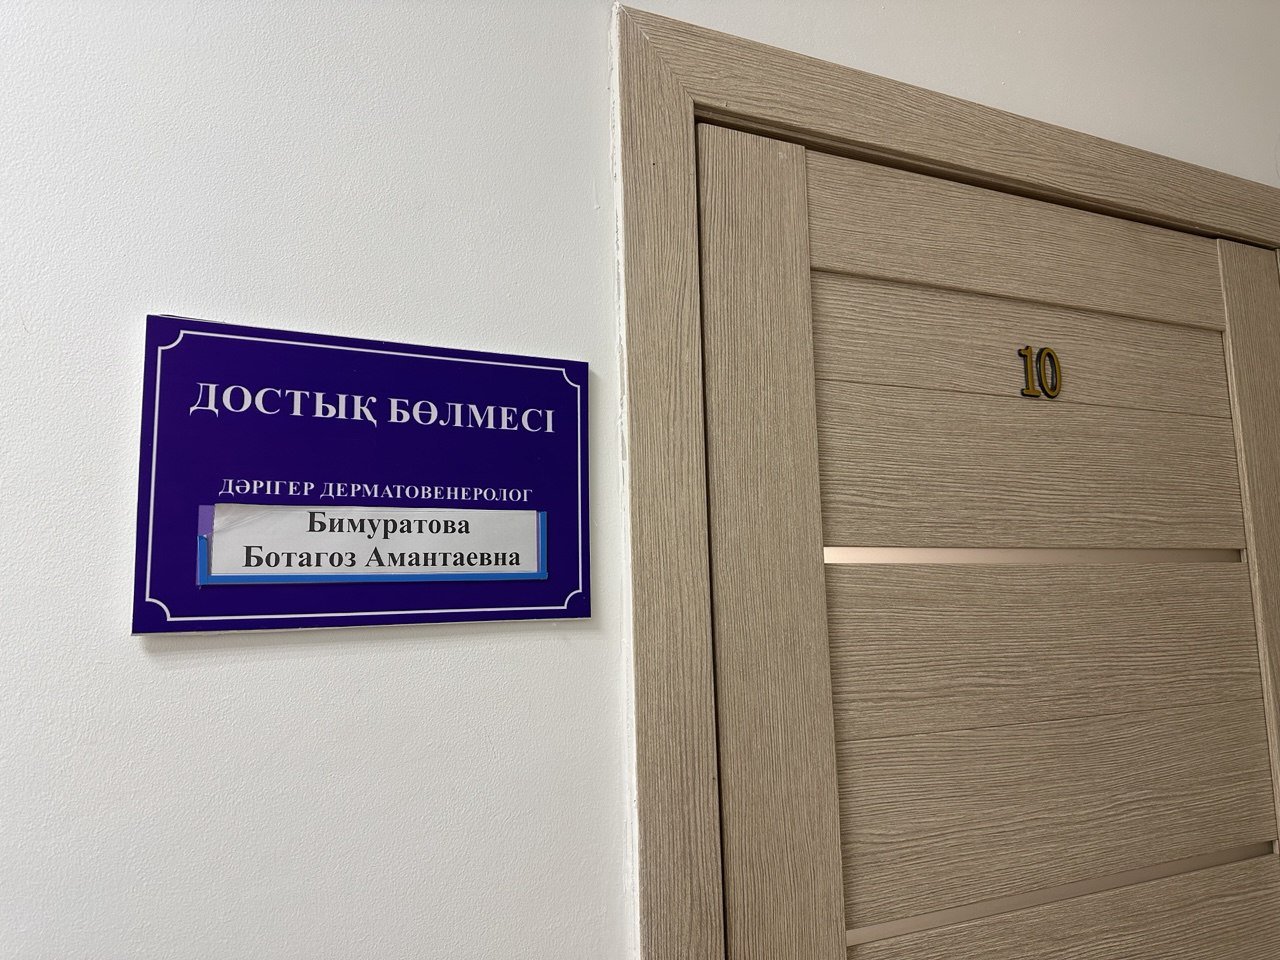 ДОСТЫҚ БӨЛМЕСІ
ДӘРІГЕР ДЕРМАТОВЕНЕРОЛОГ
Бимуратова
Ботагоз Амантаевна
10